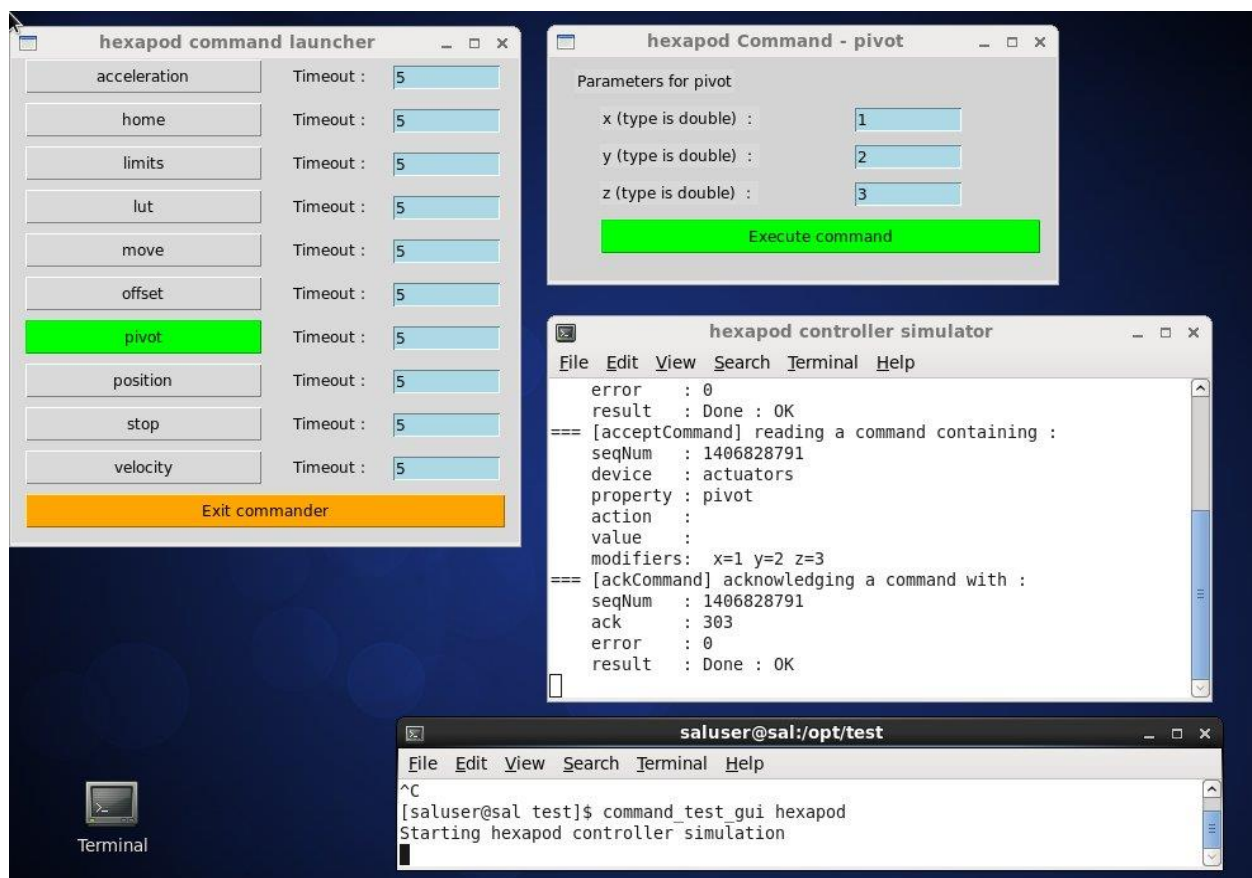 hexapod command launcher
acceleration Timeout : 5
home Timeout : 5
limits Timeout : 5
lut Timeout : 5
move Timeout : 5
offset Timeout : 5
pivot Timeout : 5
position Timeout : 5
stop Timeout : 5
velocity Timeout : 5
Exit commander
hexapod Command - pivot
Parameters for pivot
x (type is double) : 1
y (type is double) : 2
z (type is double) : 3
Execute command
hexapod controller simulator
File Edit View Search Terminal Help
error : 0
result : Done : OK
=== [acceptCommand] reading a command containing :
seqNum : 1406828791
device : actuators
property : pivot
action :
value :
modifiers: x=1 y=2 z=3
=== [ackCommand] acknowledging a command with :
seqNum : 1406828791
ack : 303
error : 0
result : Done : OK
saluser@sal:/opt/test
File Edit View Search Terminal Help
^C
[saluser@sal test]$ command_test_gui hexapod
Starting hexapod controller simulation
Terminal